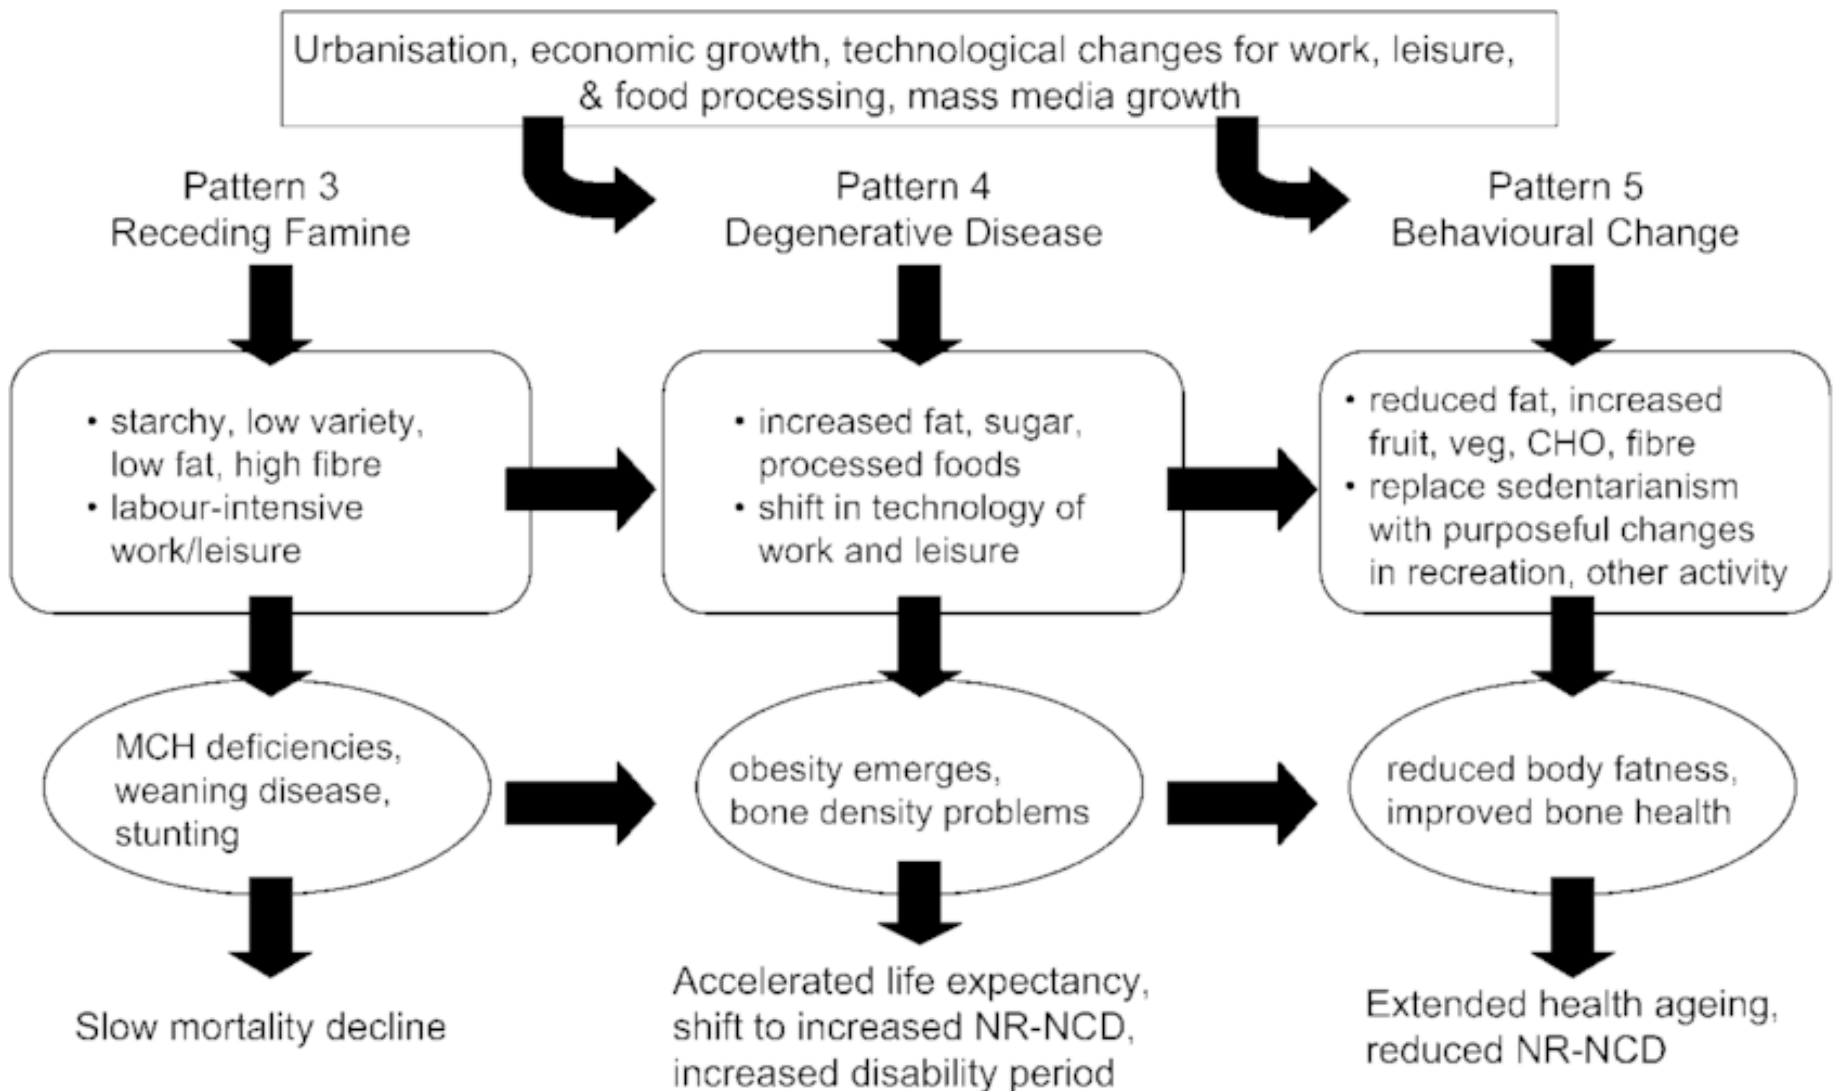 Urbanisation, economic growth, technological changes for work, leisure,
& food processing, mass media growth
Pattern 3
Receding Famine
Pattern 4
Degenerative Disease
Pattern 5
Behavioural Change
• starchy, low variety,
low fat, high fibre
• labour-intensive
work/leisure
• increased fat, sugar,
processed foods
• shift in technology of
work and leisure
• reduced fat, increased
fruit, veg, CHO, fibre
• replace sedentarianism
with purposeful changes
in recreation, other activity
MCH deficiencies,
weaning disease,
stunting
obesity emerges,
bone density problems
reduced body fatness,
improved bone health
Slow mortality decline
Accelerated life expectancy,
shift to increased NR-NCD,
increased disability period
Extended health ageing,
reduced NR-NCD